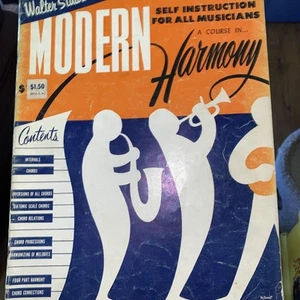 Walter
SELF INSTRUCTION
FOR ALL MUSICIANS
MODERN
A COURSE IN...
Harmony
$1.50
Contents
INTERVALS
CHORDS
INVERSIONS OF ALL CHORDS
DIATONIC SCALE CHORDS
CHORD RELATIONS
CHORD PROGRESSIONS
HARMONIZING OF MELODIES
FOUR PART HARMONY
CHORD CONNECTIONS